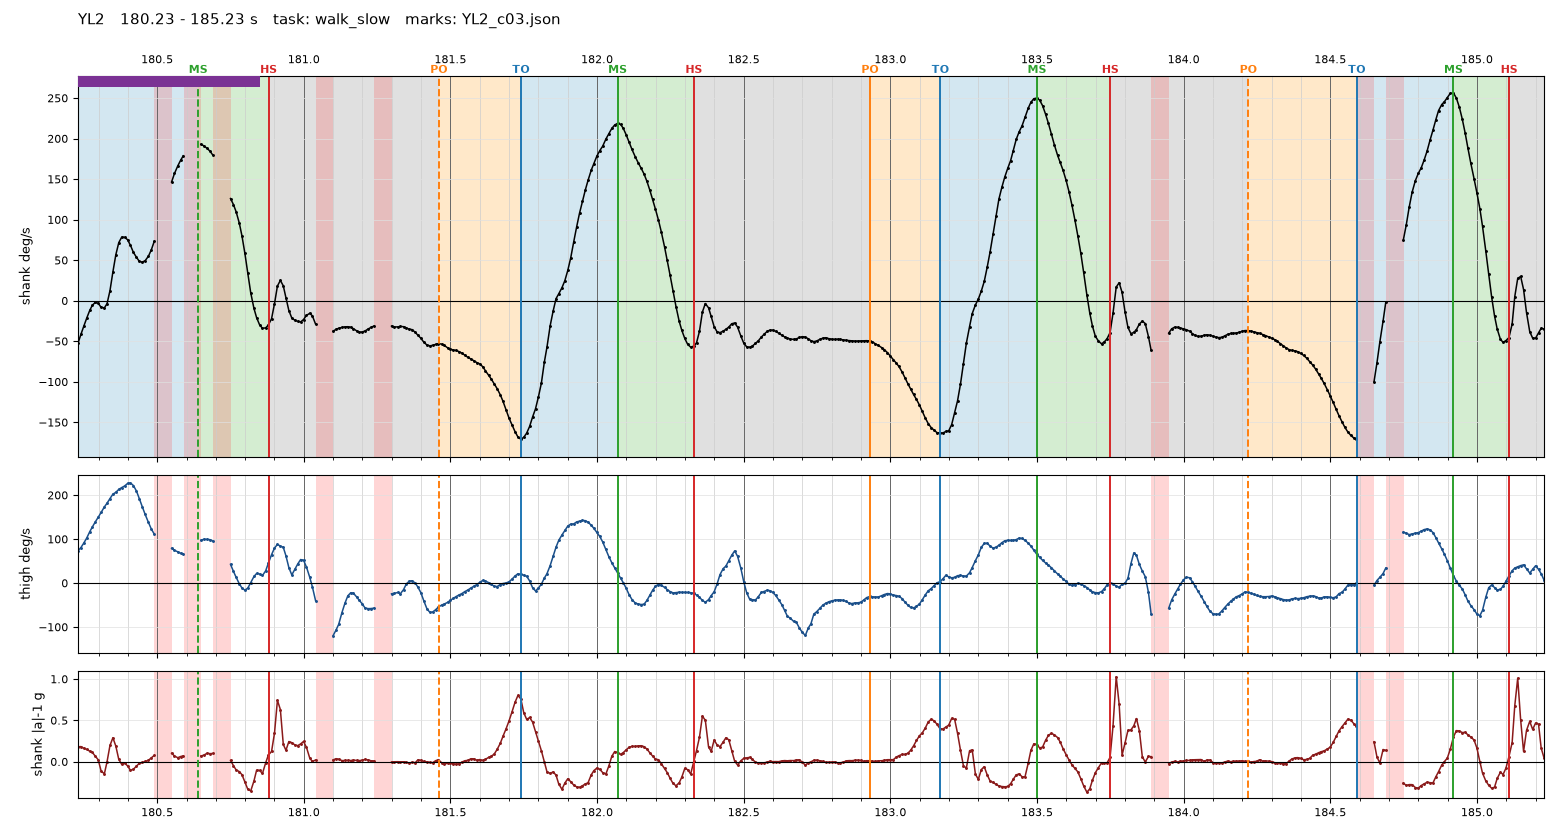 YL2   180.23 - 185.23 s   task: walk_slow   marks: YL2_c03.json
180.5 181.0 181.5 182.0 182.5 183.0 183.5 184.0 184.5 185.0
MS HS PO TO MS HS PO TO MS HS PO TO MS HS
shank deg/s
250
200
150
100
50
0
−50
−100
−150
thigh deg/s
200
100
0
−100
shank |a|-1 g
1.0
0.5
0.0
180.5 181.0 181.5 182.0 182.5 183.0 183.5 184.0 184.5 185.0